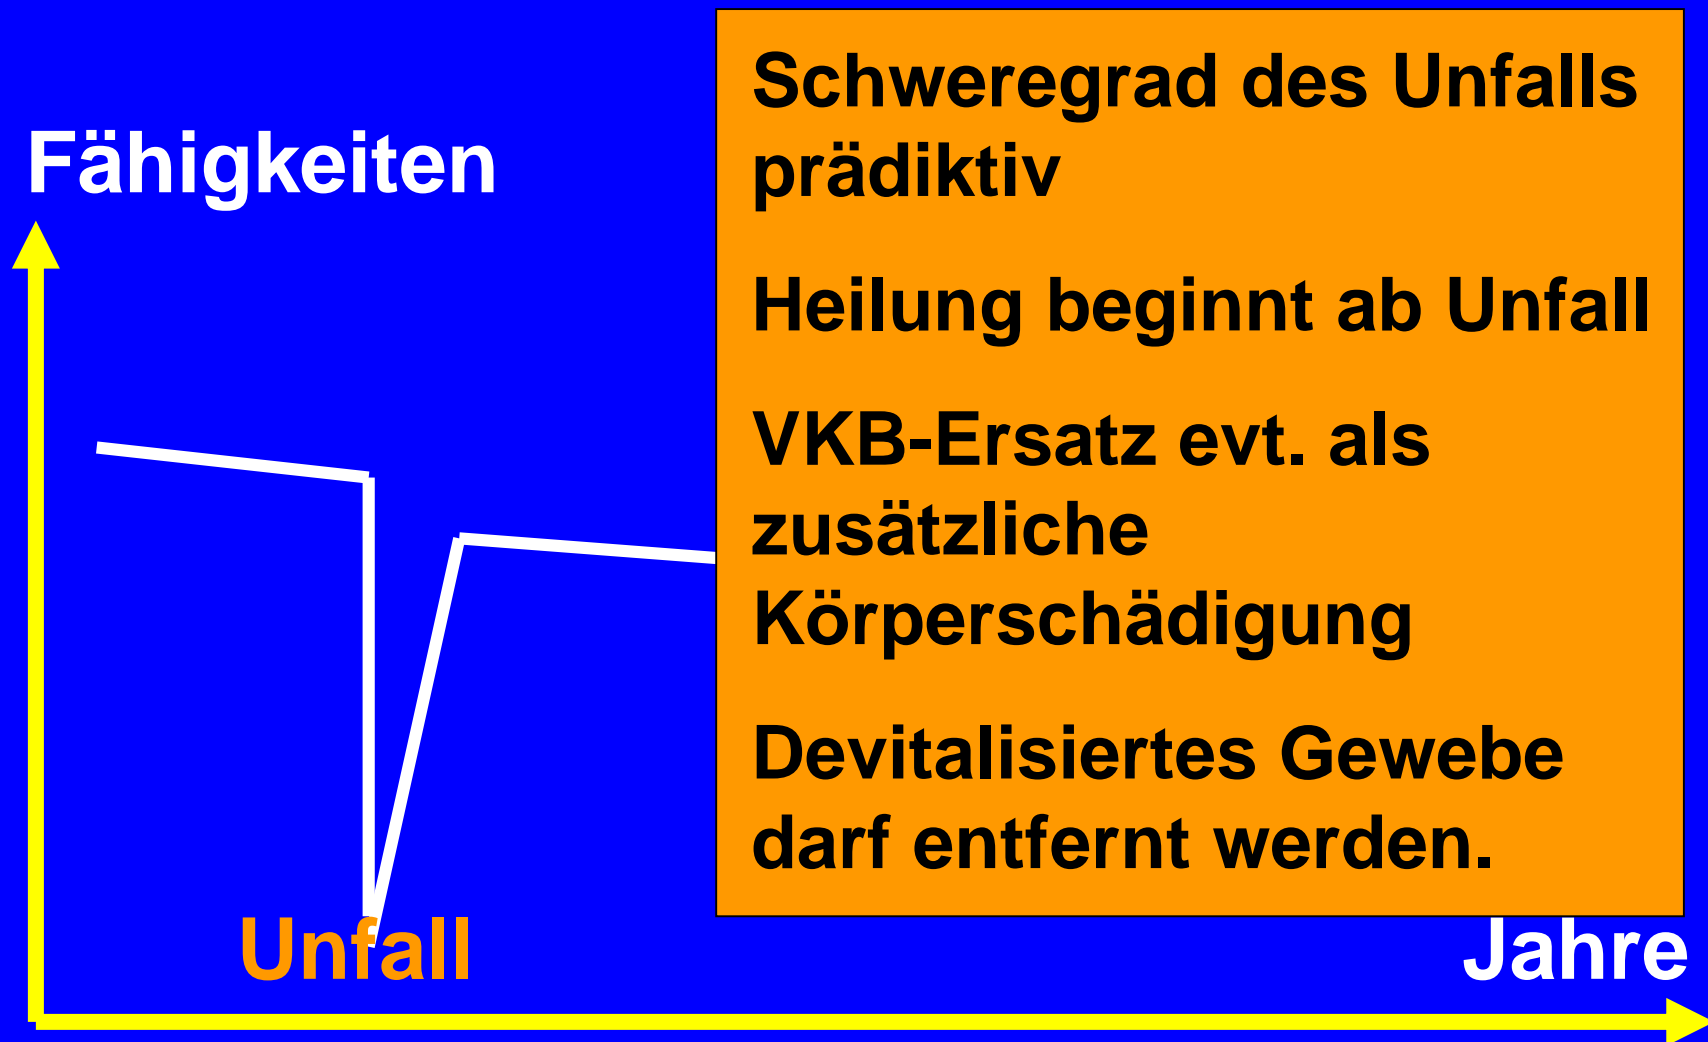 Fähigkeiten
Schweregrad des Unfalls
prädiktiv
Heilung beginnt ab Unfall
VKB-Ersatz evt. als
zusätzliche
Körperschädigung
Devitalisiertes Gewebe
darf entfernt werden.
Unfall
Jahre